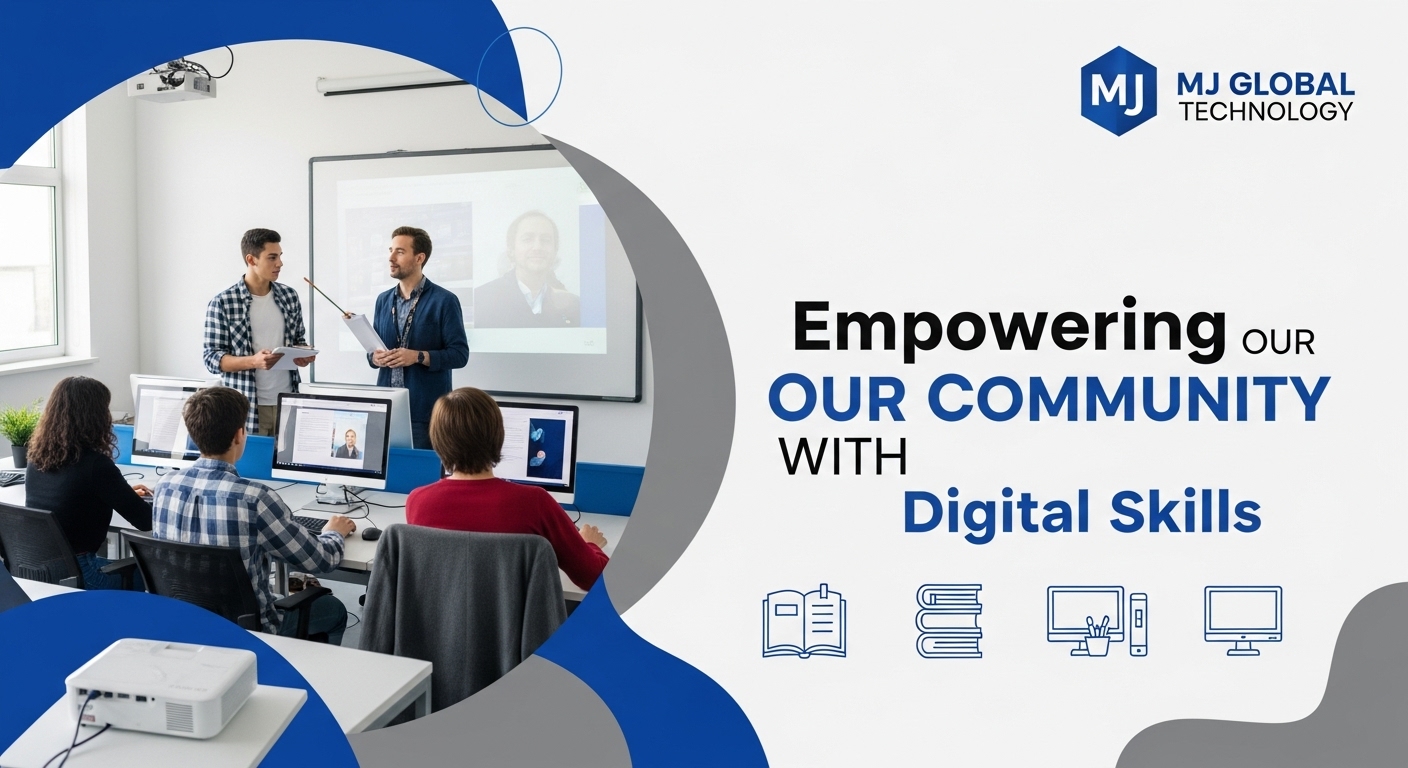 MJ
MJ GLOBAL
TECHNOLOGY
Empowering OUR
OUR COMMUNITY
WITH
Digital Skills